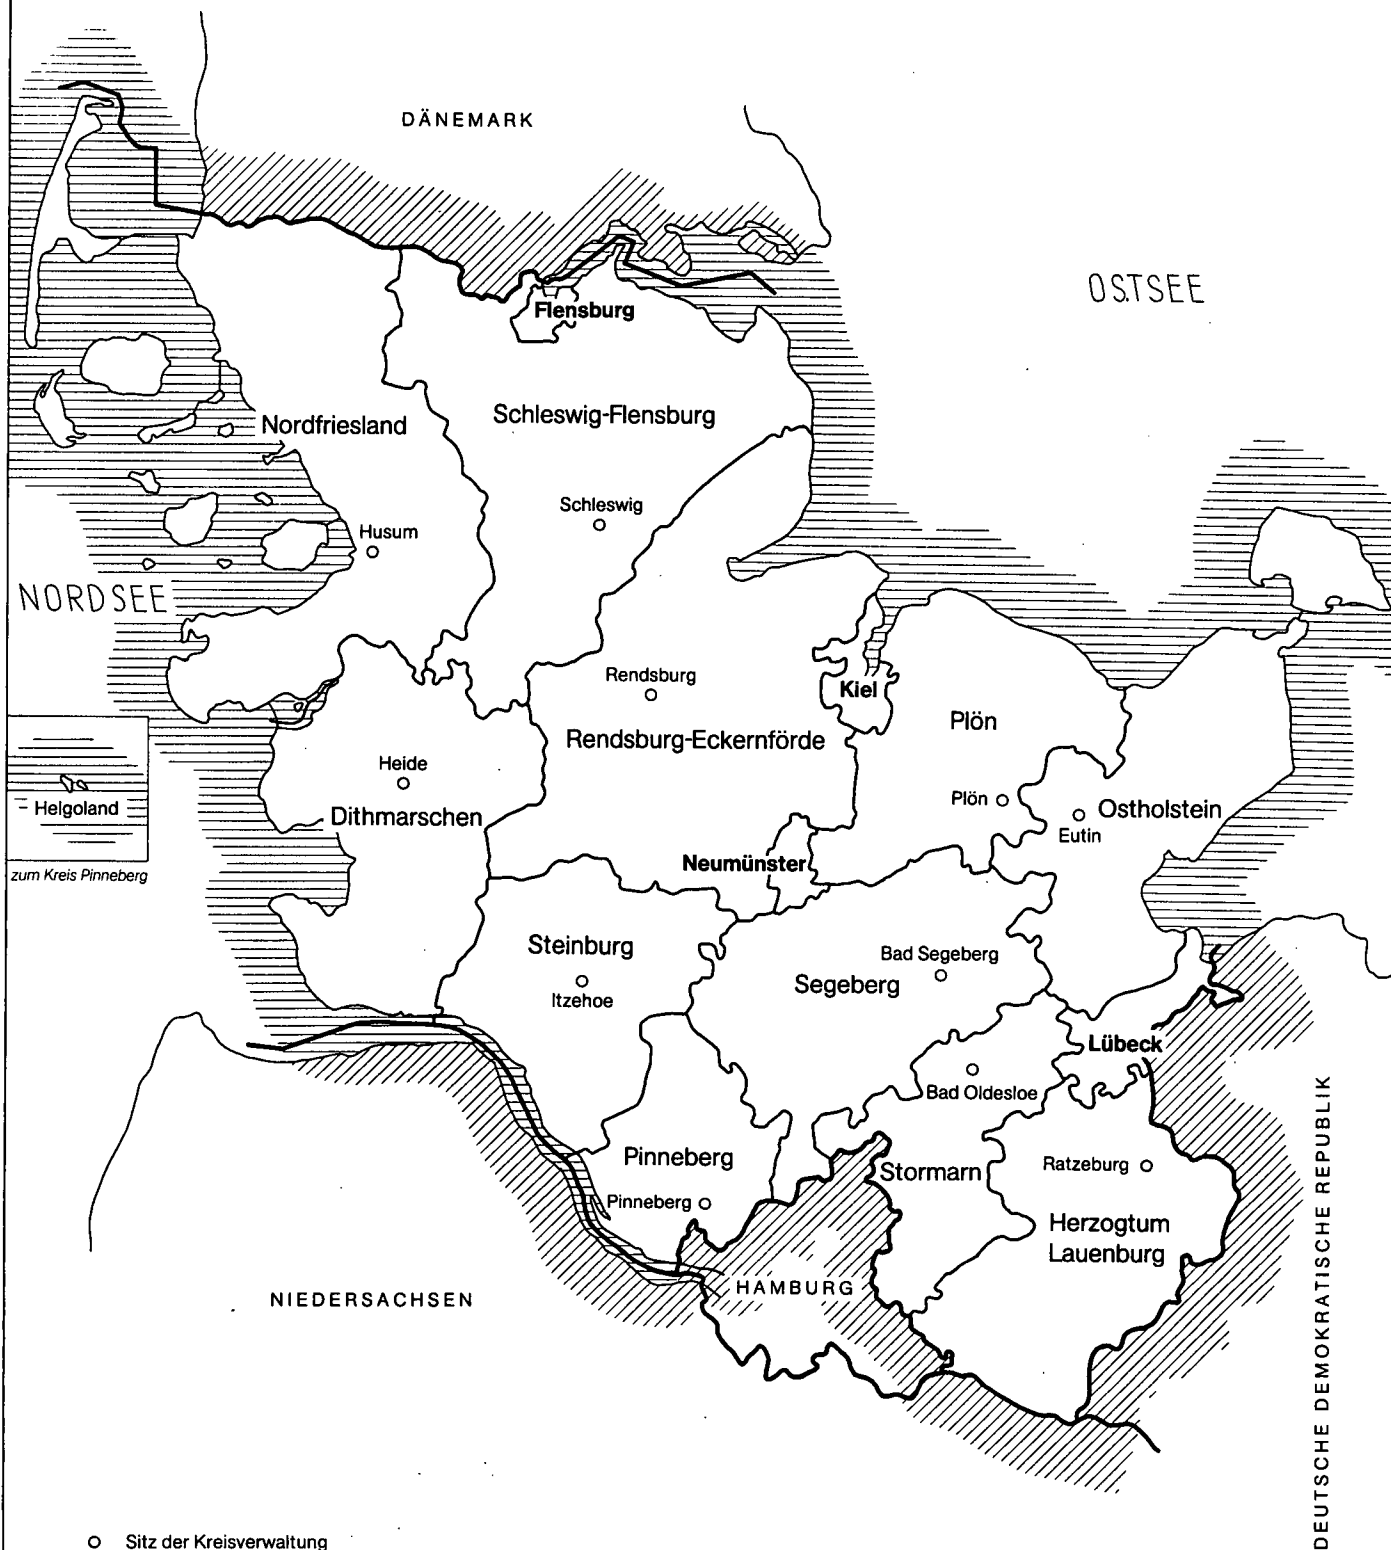 DÄNEMARK
OSTSEE
Flensburg
Nordfriesland
Schleswig-Flensburg
Schleswig
Husum
NORDSEE
Rendsburg
Kiel
Plön
Rendsburg-Eckernförde
Heide
Plön
Ostholstein
Helgoland
Dithmarschen
Eutin
Neumünster
zum Kreis Pinneberg
Steinburg
Bad Segeberg
Segeberg
Itzehoe
Lübeck
Bad Oldesloe
Pinneberg
Stormarn
Ratzeburg
Pinneberg
Herzogtum
Lauenburg
HAMBURG
NIEDERSACHSEN
DEUTSCHE DEMOKRATISCHE REPUBLIK
Sitz der Kreisverwaltung